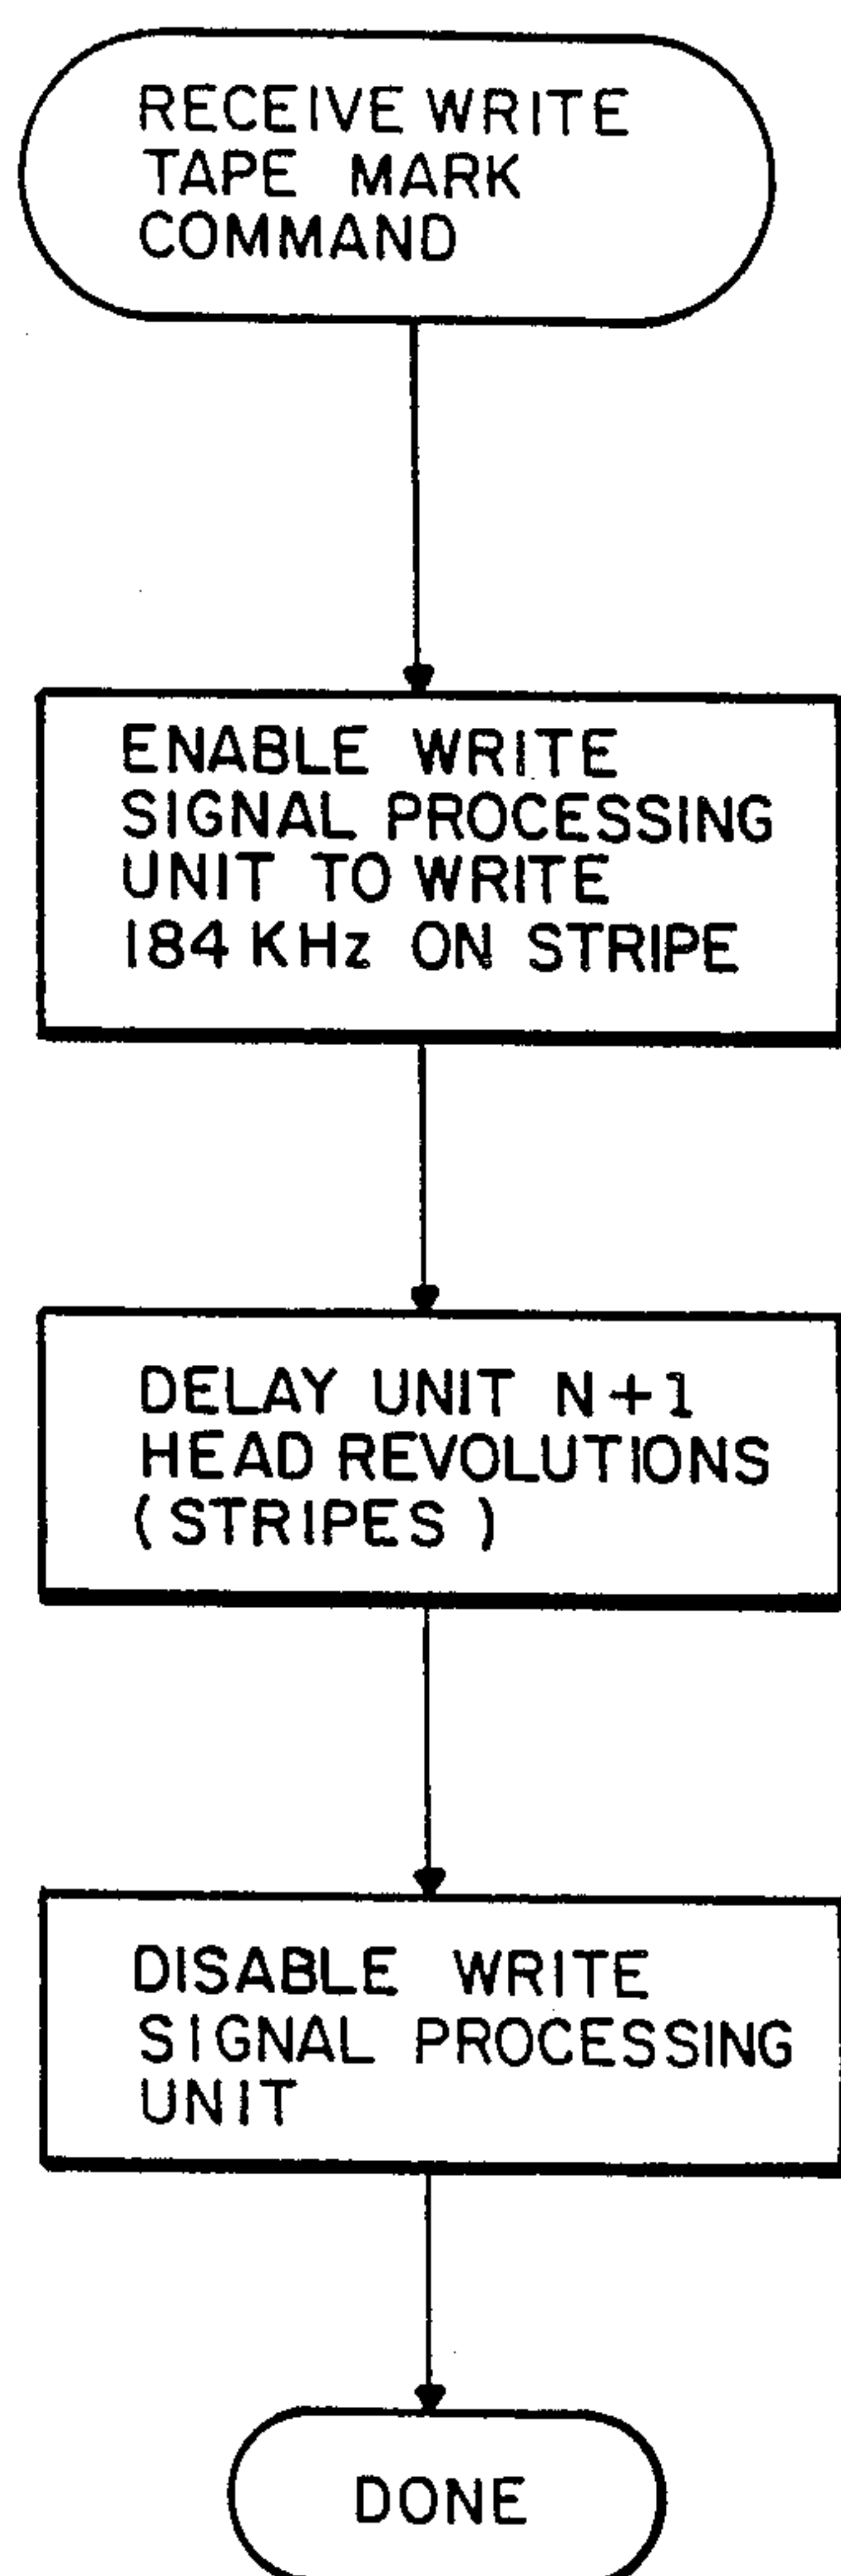 RECEIVE WRITE
TAPE MARK
COMMAND
ENABLE WRITE
SIGNAL PROCESSING
UNIT TO WRITE
184 KHz ON STRIPE
DELAY UNIT N+1
HEAD REVOLUTIONS
(STRIPES)
DISABLE WRITE
SIGNAL PROCESSING
UNIT
DONE